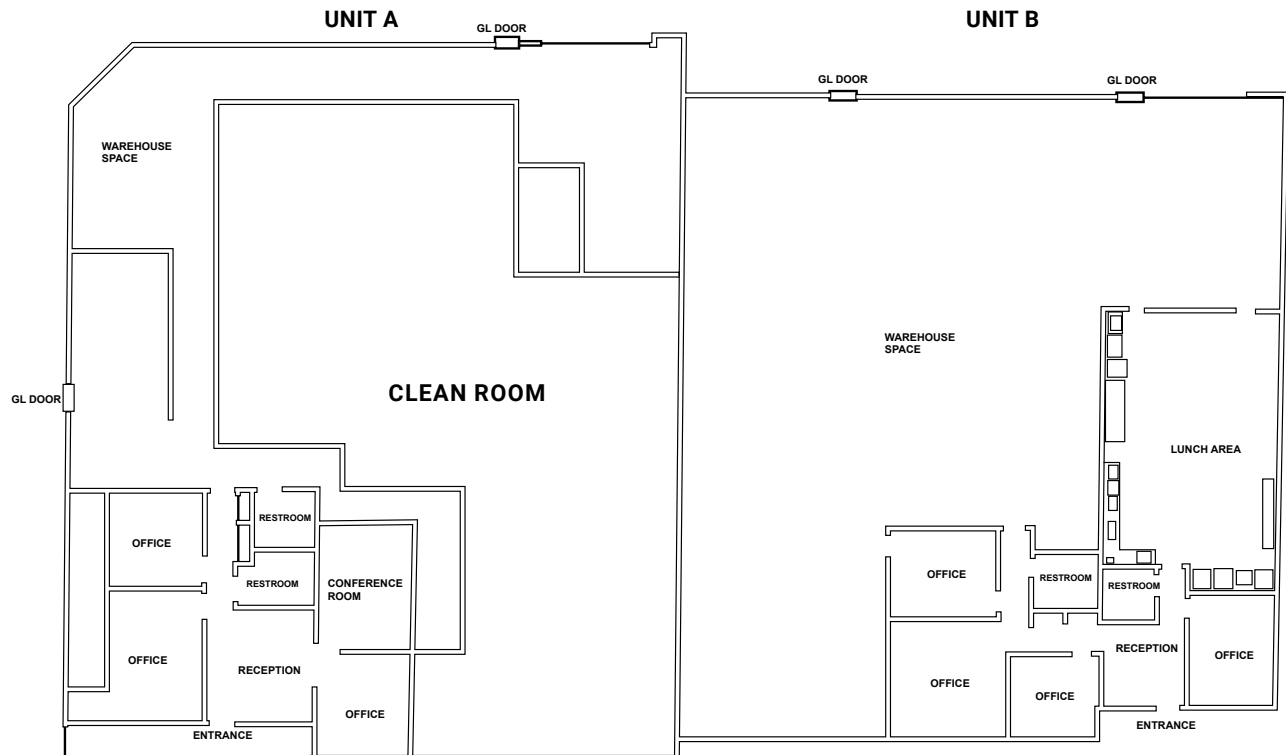 UNIT A
UNIT B
GL DOOR
GL DOOR
GL DOOR
WAREHOUSE
SPACE
WAREHOUSE
SPACE
CLEAN ROOM
GL DOOR
LUNCH AREA
RESTROOM
OFFICE
RESTROOM
CONFERENCE
ROOM
OFFICE
RESTROOM
RESTROOM
OFFICE
RECEPTION
RECEPTION
OFFICE
OFFICE
OFFICE
OFFICE
ENTRANCE
ENTRANCE